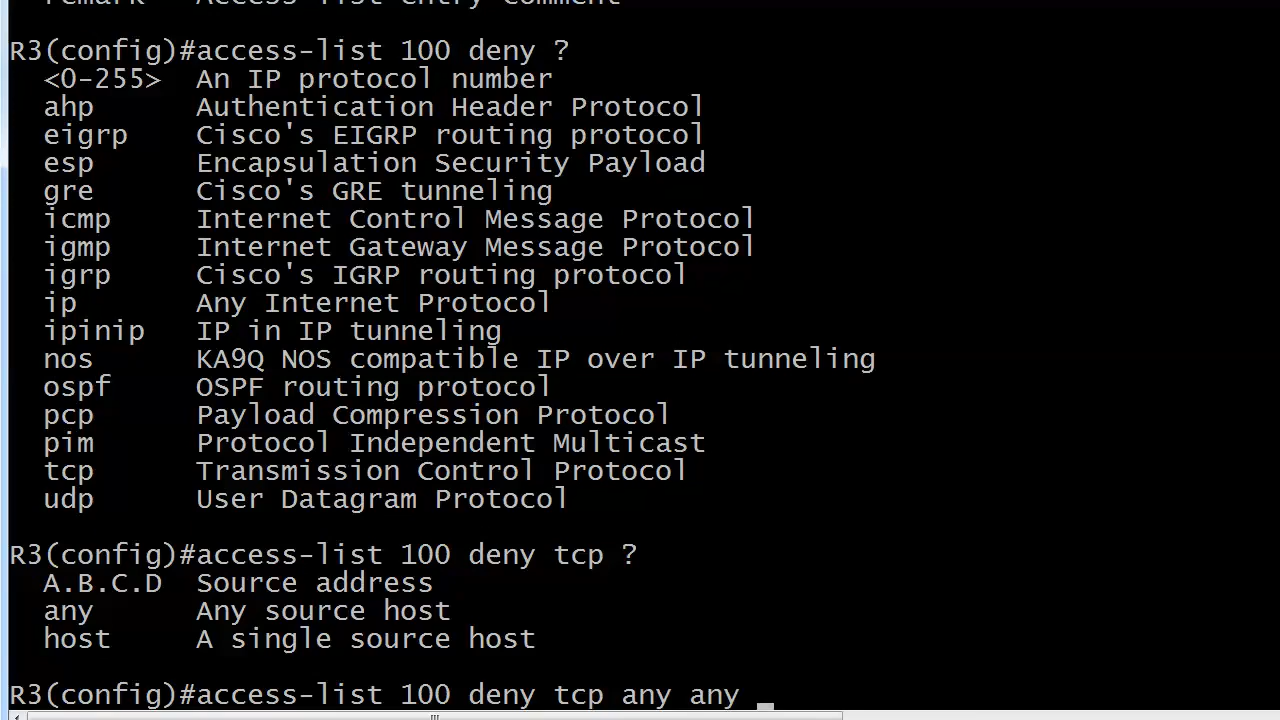 remark      Access list entry comment

R3(config)#access-list 100 deny ?
  <0-255>  An IP protocol number
  ahp      Authentication Header Protocol
  eigrp    Cisco's EIGRP routing protocol
  esp      Encapsulation Security Payload
  gre      Cisco's GRE tunneling
  icmp     Internet Control Message Protocol
  igmp     Internet Gateway Message Protocol
  igrp     Cisco's IGRP routing protocol
  ip       Any Internet Protocol
  ipinip   IP in IP tunneling
  nos      KA9Q NOS compatible IP over IP tunneling
  ospf     OSPF routing protocol
  pcp      Payload Compression Protocol
  pim      Protocol Independent Multicast
  tcp      Transmission Control Protocol
  udp      User Datagram Protocol

R3(config)#access-list 100 deny tcp ?
  A.B.C.D  Source address
  any      Any source host
  host     A single source host

R3(config)#access-list 100 deny tcp any any